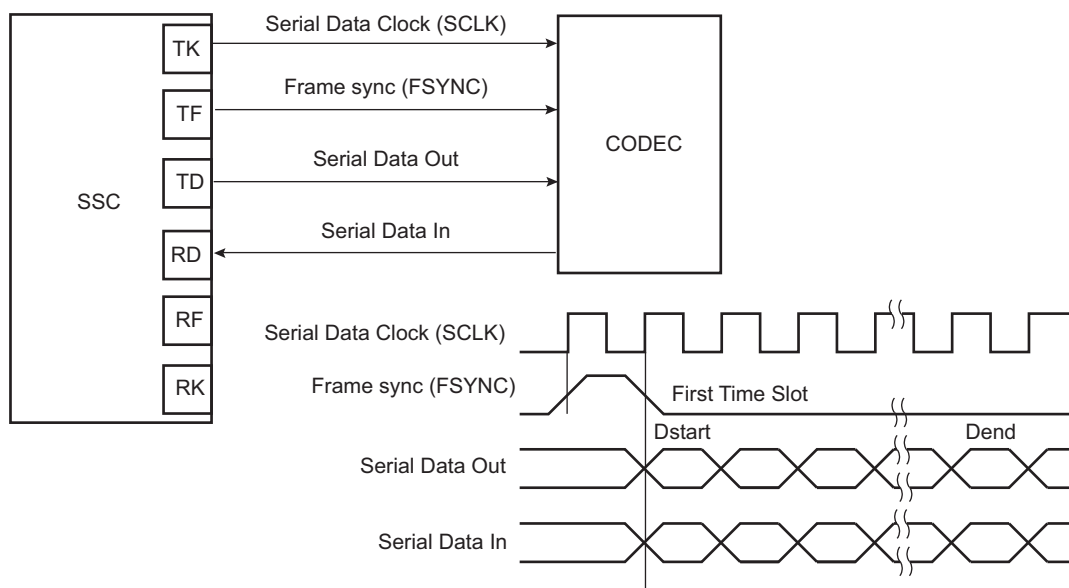 SSC
TK
TF
TD
RD
RF
RK
Serial Data Clock (SCLK)
Frame sync (FSYNC)
Serial Data Out
Serial Data In
CODEC
Serial Data Clock (SCLK)
Frame sync (FSYNC)
First Time Slot
Dstart
Dend
Serial Data Out
Serial Data In